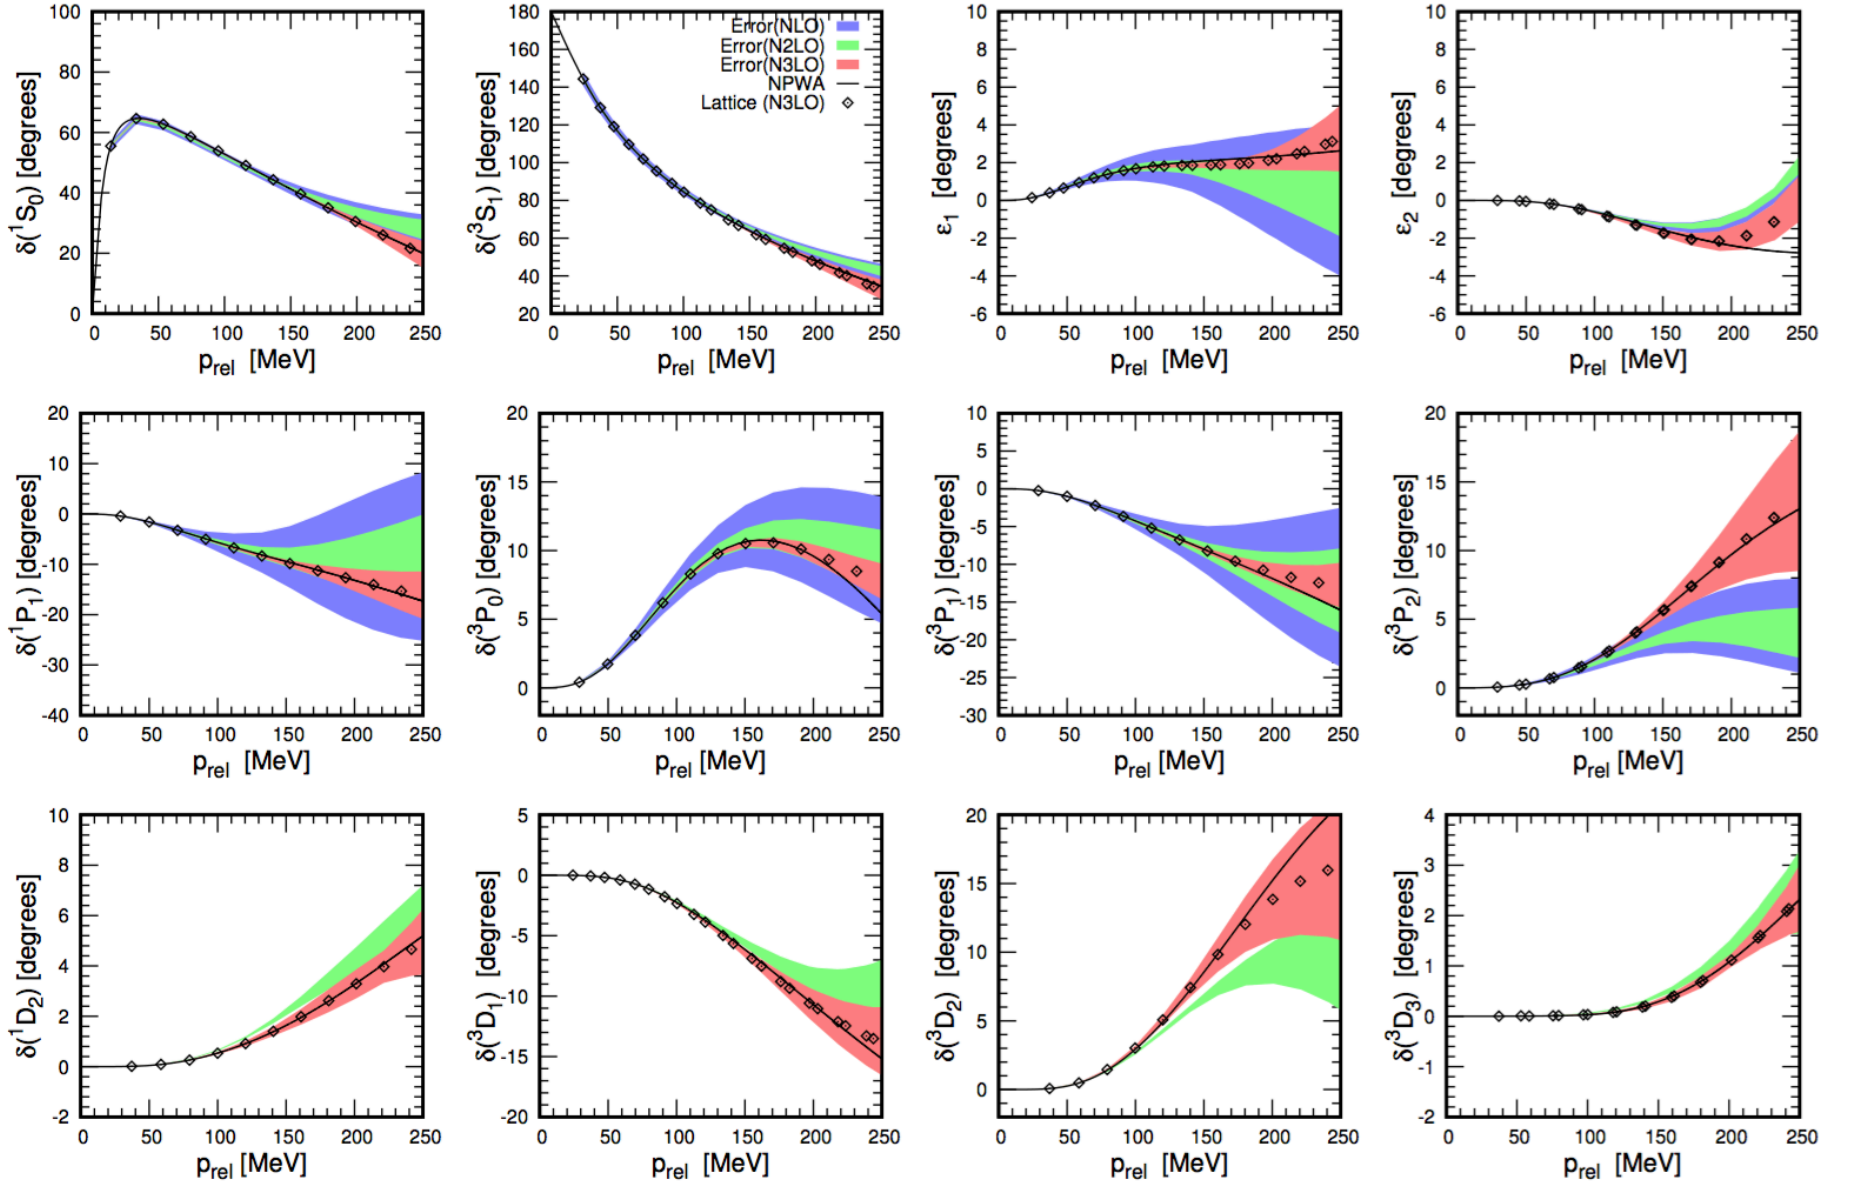 δ(¹S₀) [degrees]
100
80
60
40
20
0
0 50 100 150 200 250
p_rel [MeV]
δ(³S₁) [degrees]
180
160
140
120
100
80
60
40
20
0 50 100 150 200 250
p_rel [MeV]
Error(NLO)
Error(N2LO)
Error(N3LO)
NPWA
Lattice (N3LO)
ε₁ [degrees]
10
8
6
4
2
0
-2
-4
-6
0 50 100 150 200 250
p_rel [MeV]
ε₂ [degrees]
10
8
6
4
2
0
-2
-4
-6
0 50 100 150 200 250
p_rel [MeV]
δ(¹P₁) [degrees]
20
10
0
-10
-20
-30
-40
0 50 100 150 200 250
p_rel [MeV]
δ(³P₀) [degrees]
20
15
10
5
0
0 50 100 150 200 250
p_rel [MeV]
δ(³P₁) [degrees]
10
5
0
-5
-10
-15
-20
-25
-30
0 50 100 150 200 250
p_rel [MeV]
δ(³P₂) [degrees]
20
15
10
5
0
0 50 100 150 200 250
p_rel [MeV]
δ(¹D₂) [degrees]
10
8
6
4
2
0
-2
0 50 100 150 200 250
p_rel [MeV]
δ(³D₁) [degrees]
5
0
-5
-10
-15
-20
0 50 100 150 200 250
p_rel [MeV]
δ(³D₂) [degrees]
20
15
10
5
0
0 50 100 150 200 250
p_rel [MeV]
δ(³D₃) [degrees]
4
3
2
1
0
-1
-2
0 50 100 150 200 250
p_rel [MeV]